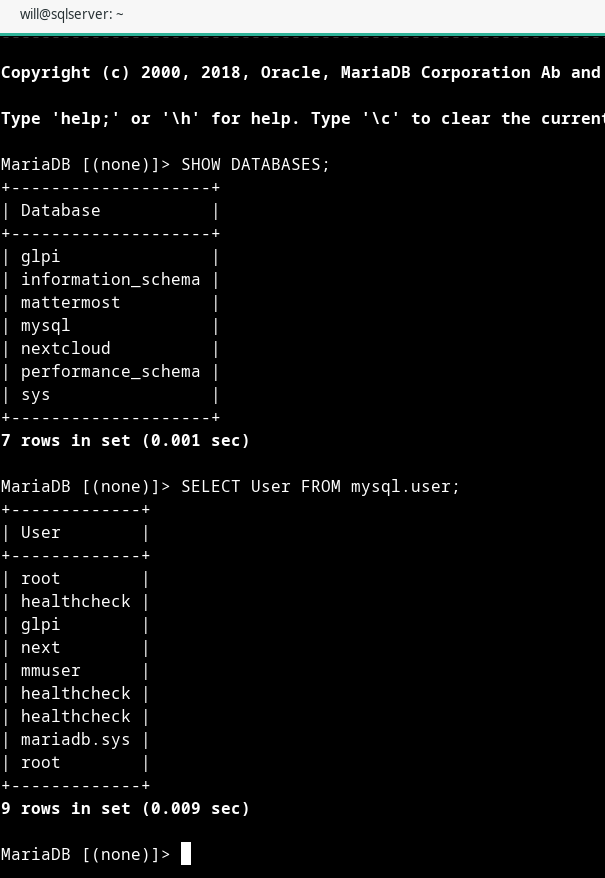 will@sqlserver: ~
Copyright (c) 2000, 2018, Oracle, MariaDB Corporation Ab and
Type 'help;' or '\h' for help. Type '\c' to clear the current
MariaDB [(none)]> SHOW DATABASES;
+--------------------+
| Database           |
+--------------------+
| glpi               |
| information_schema |
| mattermost         |
| mysql              |
| nextcloud          |
| performance_schema |
| sys                |
+--------------------+
7 rows in set (0.001 sec)
MariaDB [(none)]> SELECT User FROM mysql.user;
+-------------+
| User        |
+-------------+
| root        |
| healthcheck |
| glpi        |
| next        |
| mmuser      |
| healthcheck |
| healthcheck |
| mariadb.sys |
| root        |
+-------------+
9 rows in set (0.009 sec)
MariaDB [(none)]>